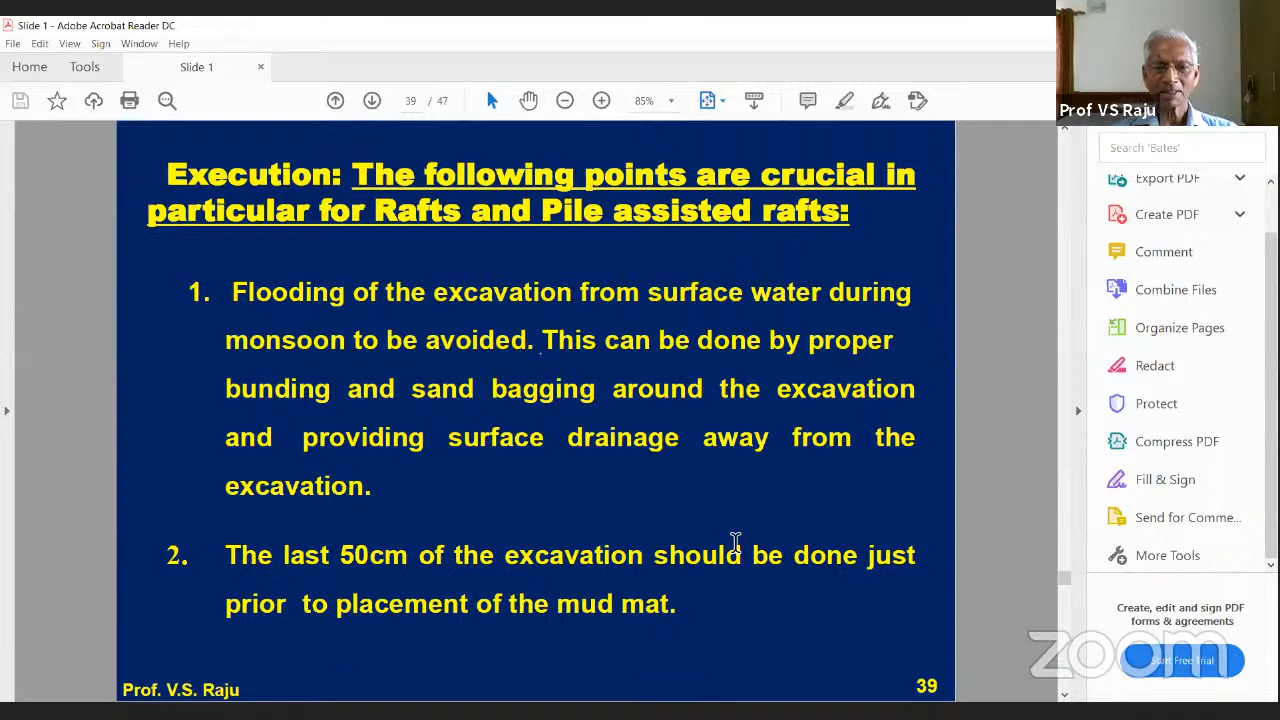 Slide 1 - Adobe Acrobat Reader DC
File Edit View Sign Window Help
Home Tools Slide 1 ×
39 / 47 85%
Prof VS Raju
Search 'Bates'
Export PDF
Create PDF
Comment
Combine Files
Organize Pages
Redact
Protect
Compress PDF
Fill & Sign
Send for Comme...
More Tools
Create, edit and sign PDF
forms & agreements
Start Free Trial
zoom
Execution: The following points are crucial in
particular for Rafts and Pile assisted rafts:
1. Flooding of the excavation from surface water during
monsoon to be avoided. This can be done by proper
bunding and sand bagging around the excavation
and providing surface drainage away from the
excavation.
2. The last 50cm of the excavation should be done just
prior to placement of the mud mat.
Prof. V.S. Raju
39